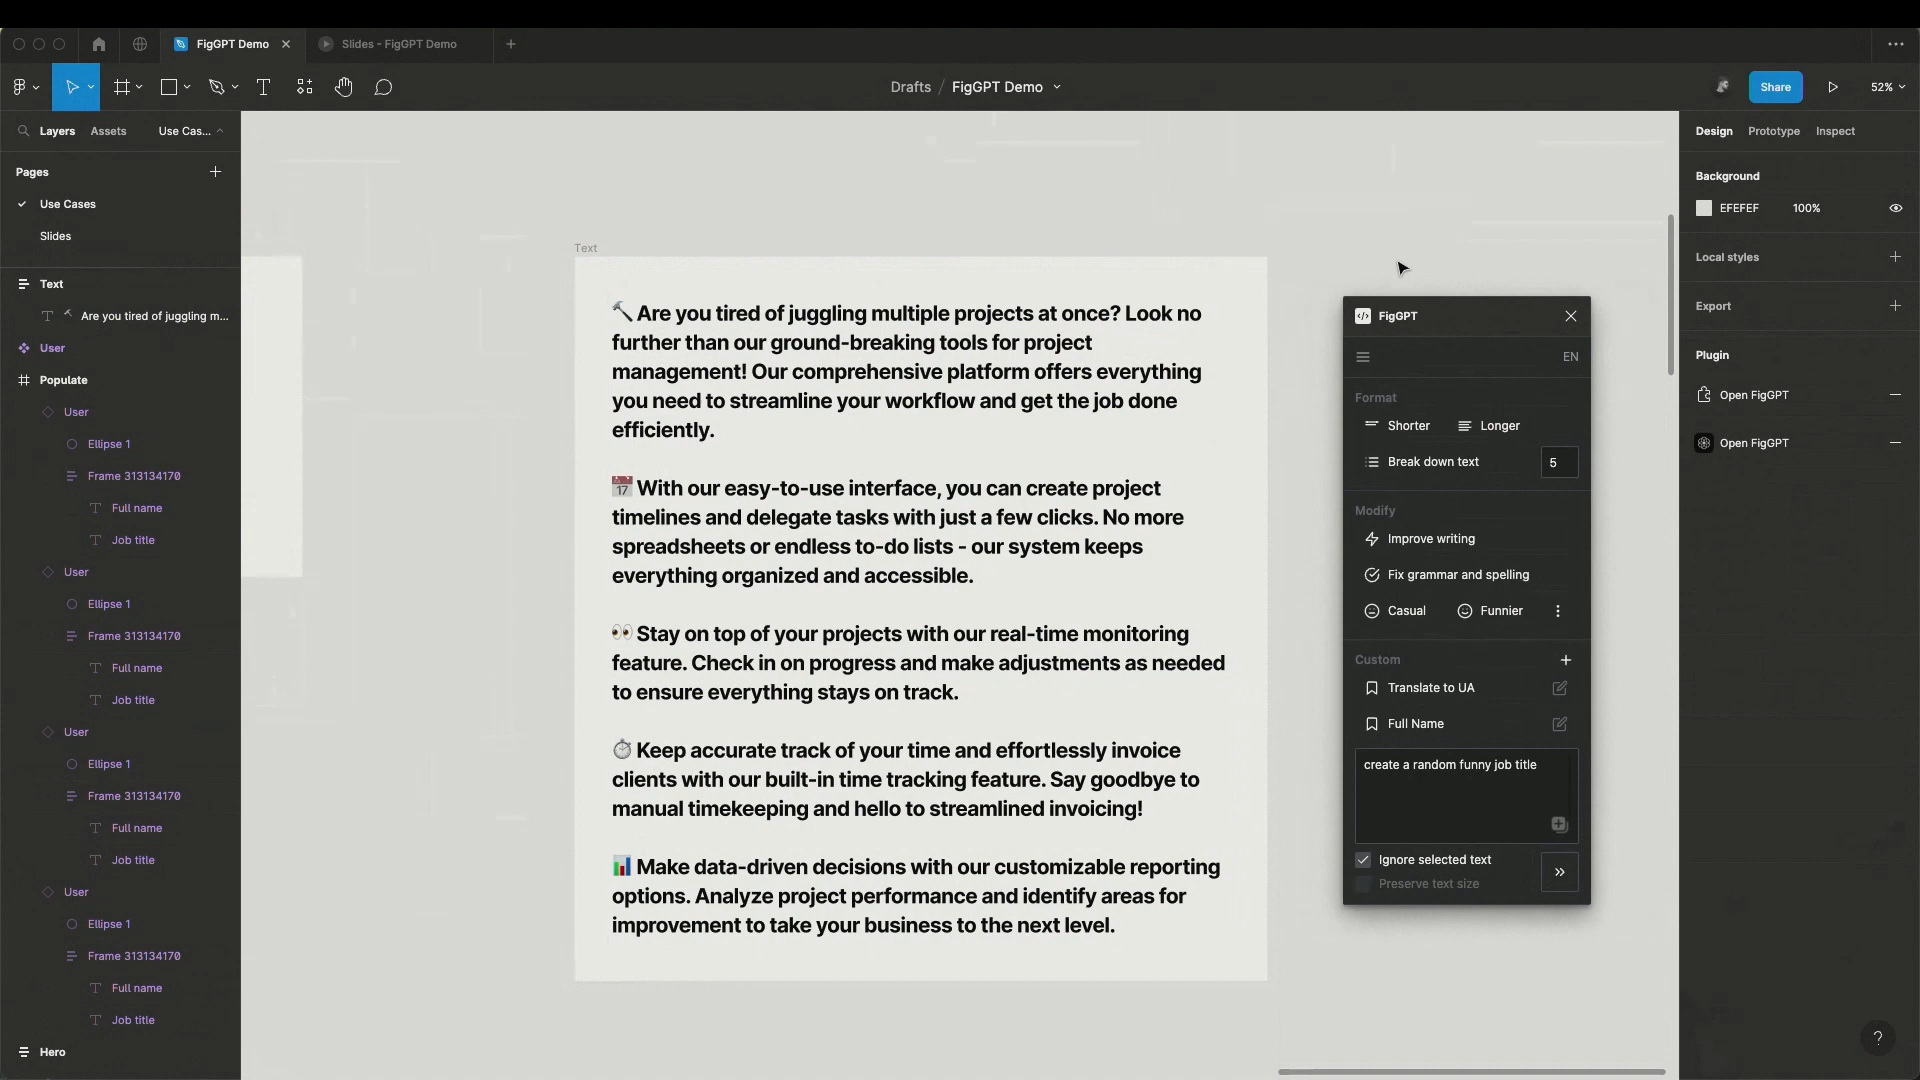 FigGPT Demo
Slides - FigGPT Demo
Drafts / FigGPT Demo
Share
52%
Layers
Assets
Use Cas...
Pages
Use Cases
Slides
Text
Are you tired of juggling m...
User
Populate
User
Ellipse 1
Frame 313134170
Full name
Job title
User
Ellipse 1
Frame 313134170
Full name
Job title
User
Ellipse 1
Frame 313134170
Full name
Job title
User
Ellipse 1
Frame 313134170
Full name
Job title
Hero
Text
🔨 Are you tired of juggling multiple projects at once? Look no
further than our ground-breaking tools for project
management! Our comprehensive platform offers everything
you need to streamline your workflow and get the job done
efficiently.
📅 With our easy-to-use interface, you can create project
timelines and delegate tasks with just a few clicks. No more
spreadsheets or endless to-do lists - our system keeps
everything organized and accessible.
👀 Stay on top of your projects with our real-time monitoring
feature. Check in on progress and make adjustments as needed
to ensure everything stays on track.
⏱ Keep accurate track of your time and effortlessly invoice
clients with our built-in time tracking feature. Say goodbye to
manual timekeeping and hello to streamlined invoicing!
📊 Make data-driven decisions with our customizable reporting
options. Analyze project performance and identify areas for
improvement to take your business to the next level.
FigGPT
EN
Format
Shorter
Longer
Break down text
5
Modify
Improve writing
Fix grammar and spelling
Casual
Funnier
Custom
Translate to UA
Full Name
create a random funny job title
Ignore selected text
Preserve text size
Design
Prototype
Inspect
Background
EFEFEF
100%
Local styles
Export
Plugin
Open FigGPT
Open FigGPT
?